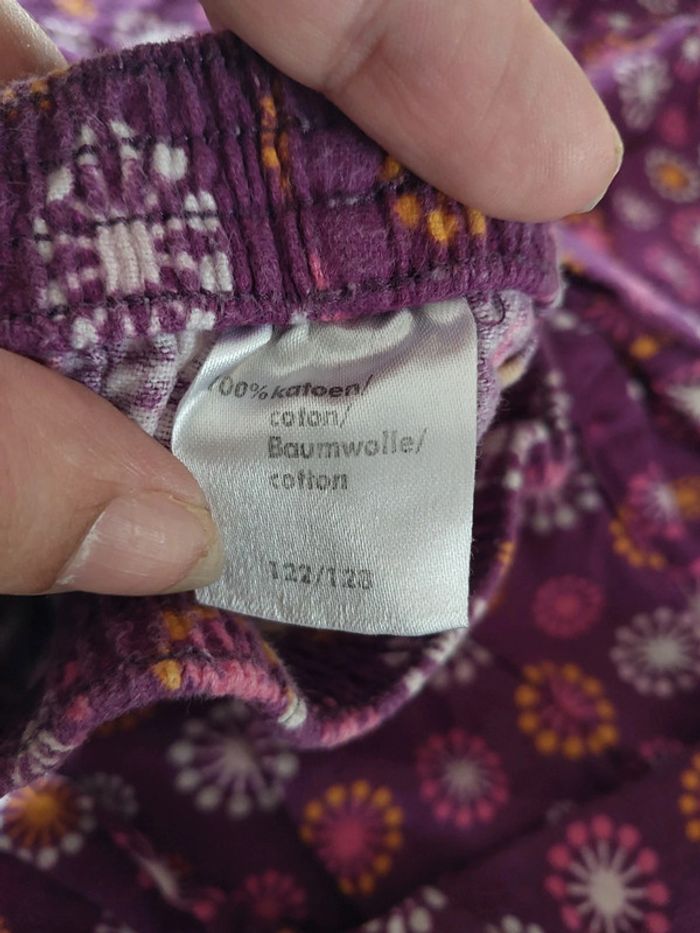 100% katoen/
coton/
Baumwolle/
cotton
122/128